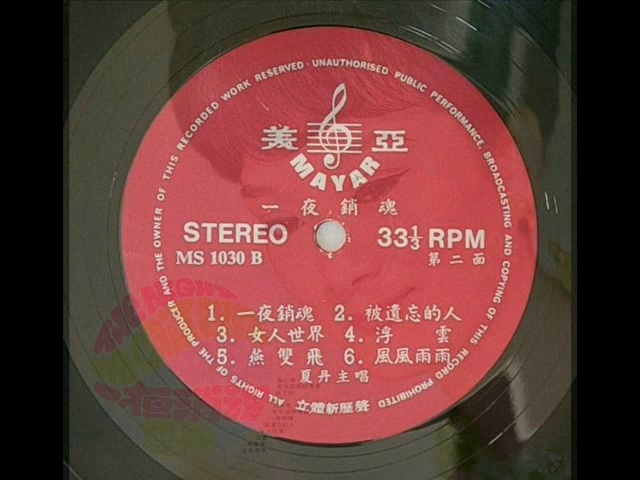 ALL RIGHTS OF THE PRODUCER AND THE OWNER OF THIS RECORDED WORK RESERVED · UNAUTHORISED PUBLIC PERFORMANCE, BROADCASTING AND COPYING OF THIS RECORD PROHIBITED
美 亞
MAYAR
一夜銷魂
STEREO 33⅓ RPM
MS 1030 B 第二面
1. 一夜銷魂 2. 被遺忘的人
3. 女人世界 4. 浮 雲
5. 燕雙飛 6. 風風雨雨
夏丹主唱
立體新歷聲